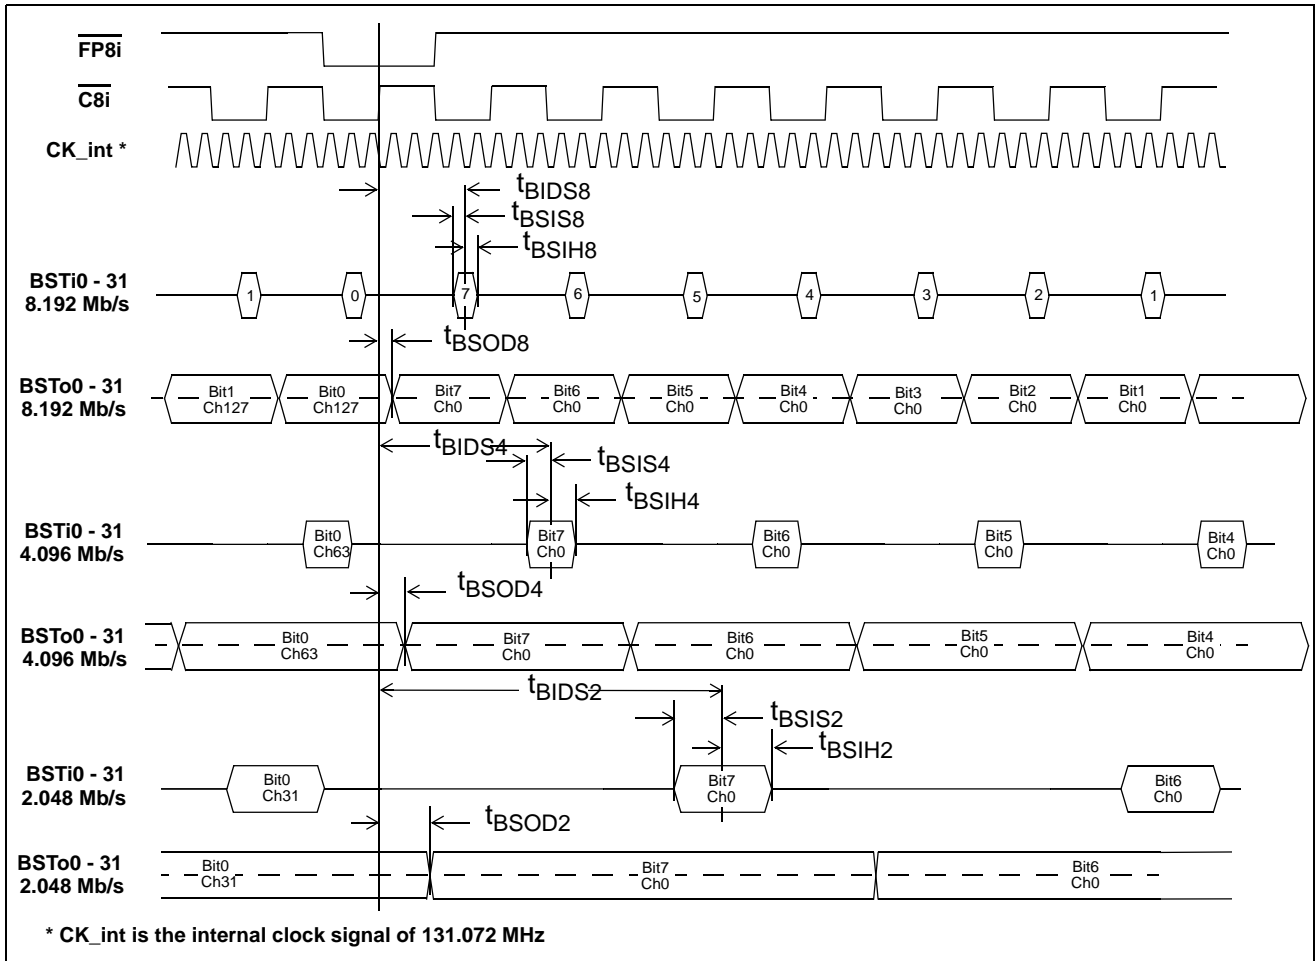 FP8i
C8i
CK_int *
tBIDS8
tBSIS8
tBSIH8
BSTi0 - 31
8.192 Mb/s
1 0 7 6 5 4 3 2 1
tBSOD8
BSTo0 - 31
8.192 Mb/s
Bit1
Ch127
Bit0
Ch127
Bit7
Ch0
Bit6
Ch0
Bit5
Ch0
Bit4
Ch0
Bit3
Ch0
Bit2
Ch0
Bit1
Ch0
tBIDS4
tBSIS4
tBSIH4
BSTi0 - 31
4.096 Mb/s
Bit0
Ch63
Bit7
Ch0
Bit6
Ch0
Bit5
Ch0
Bit4
Ch0
tBSOD4
BSTo0 - 31
4.096 Mb/s
Bit0
Ch63
Bit7
Ch0
Bit6
Ch0
Bit5
Ch0
Bit4
Ch0
tBIDS2
tBSIS2
tBSIH2
BSTi0 - 31
2.048 Mb/s
Bit0
Ch31
Bit7
Ch0
Bit6
Ch0
tBSOD2
BSTo0 - 31
2.048 Mb/s
Bit0
Ch31
Bit7
Ch0
Bit6
Ch0
* CK_int is the internal clock signal of 131.072 MHz